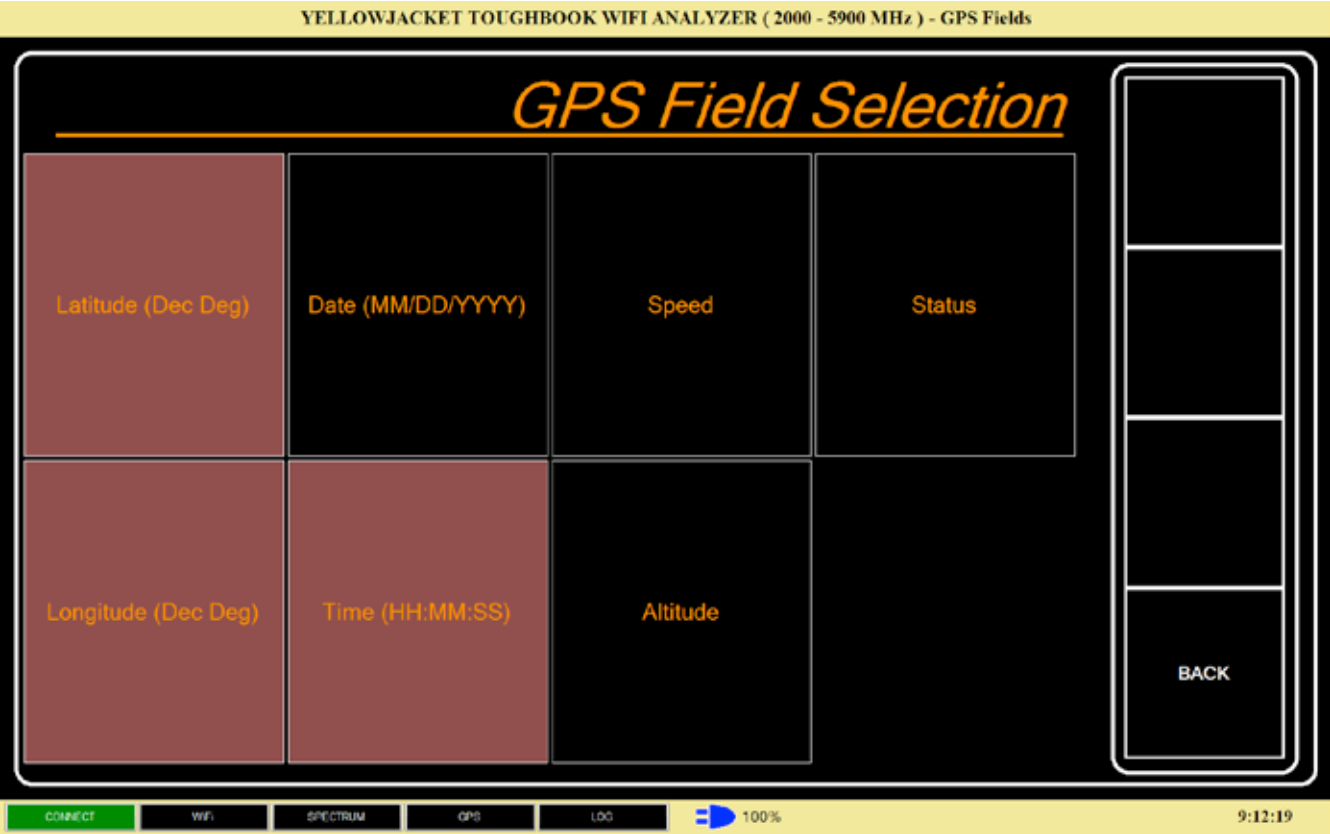 YELLOWJACKET TOUGHBOOK WIFI ANALYZER ( 2000 - 5900 MHz ) - GPS Fields
GPS Field Selection
Latitude (Dec Deg) Date (MM/DD/YYYY) Speed Status
Longitude (Dec Deg) Time (HH:MM:SS) Altitude
BACK
CONNECT WiFi SPECTRUM GPS LOG 100% 9:12:19